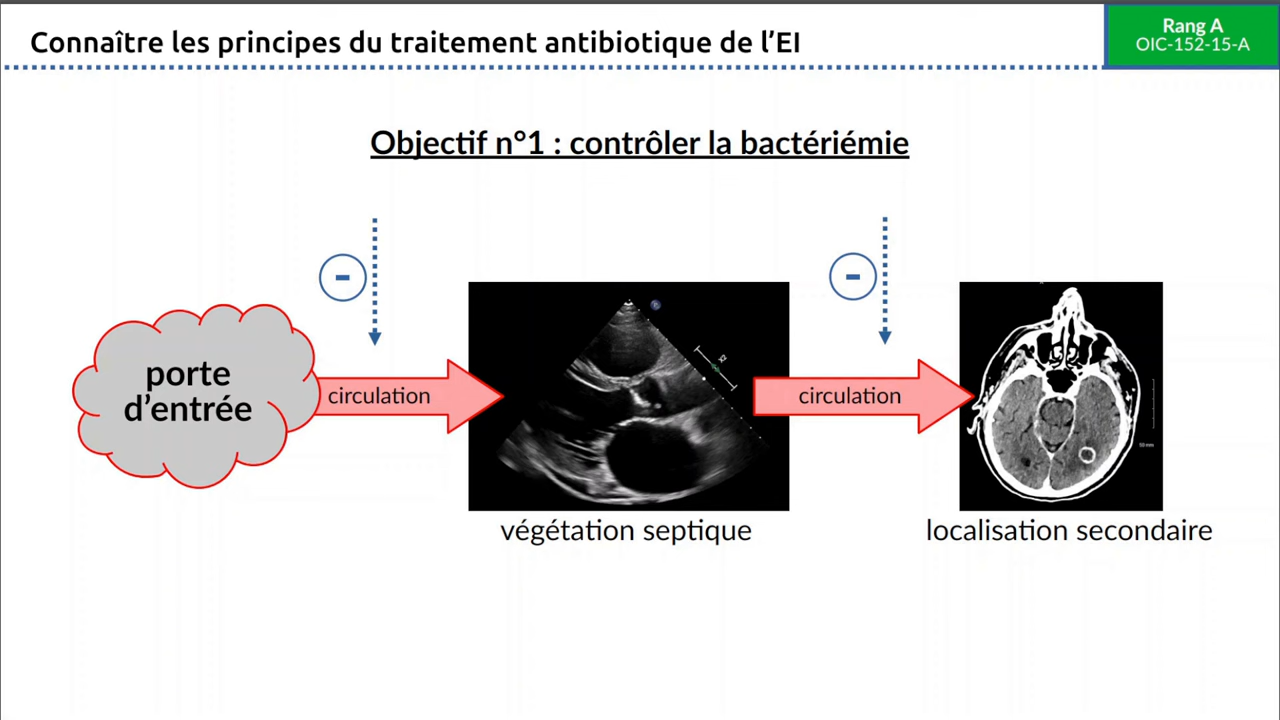 Connaître les principes du traitement antibiotique de l'EI
Rang A
OIC-152-15-A
Objectif n°1 : contrôler la bactériémie
porte
d'entrée
circulation
végétation septique
circulation
localisation secondaire